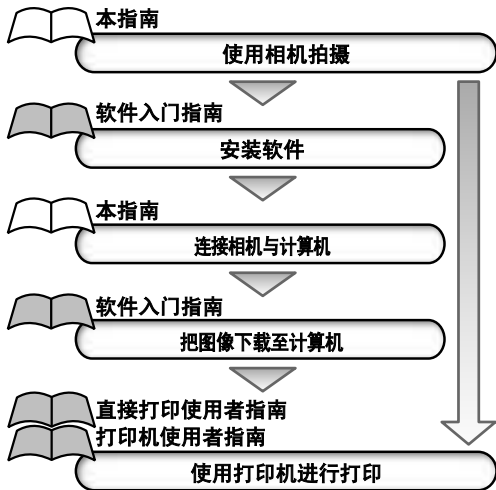 本指南
使用相机拍摄
软件入门指南
安装软件
本指南
连接相机与计算机
软件入门指南
把图像下载至计算机
直接打印使用者指南
打印机使用者指南
使用打印机进行打印